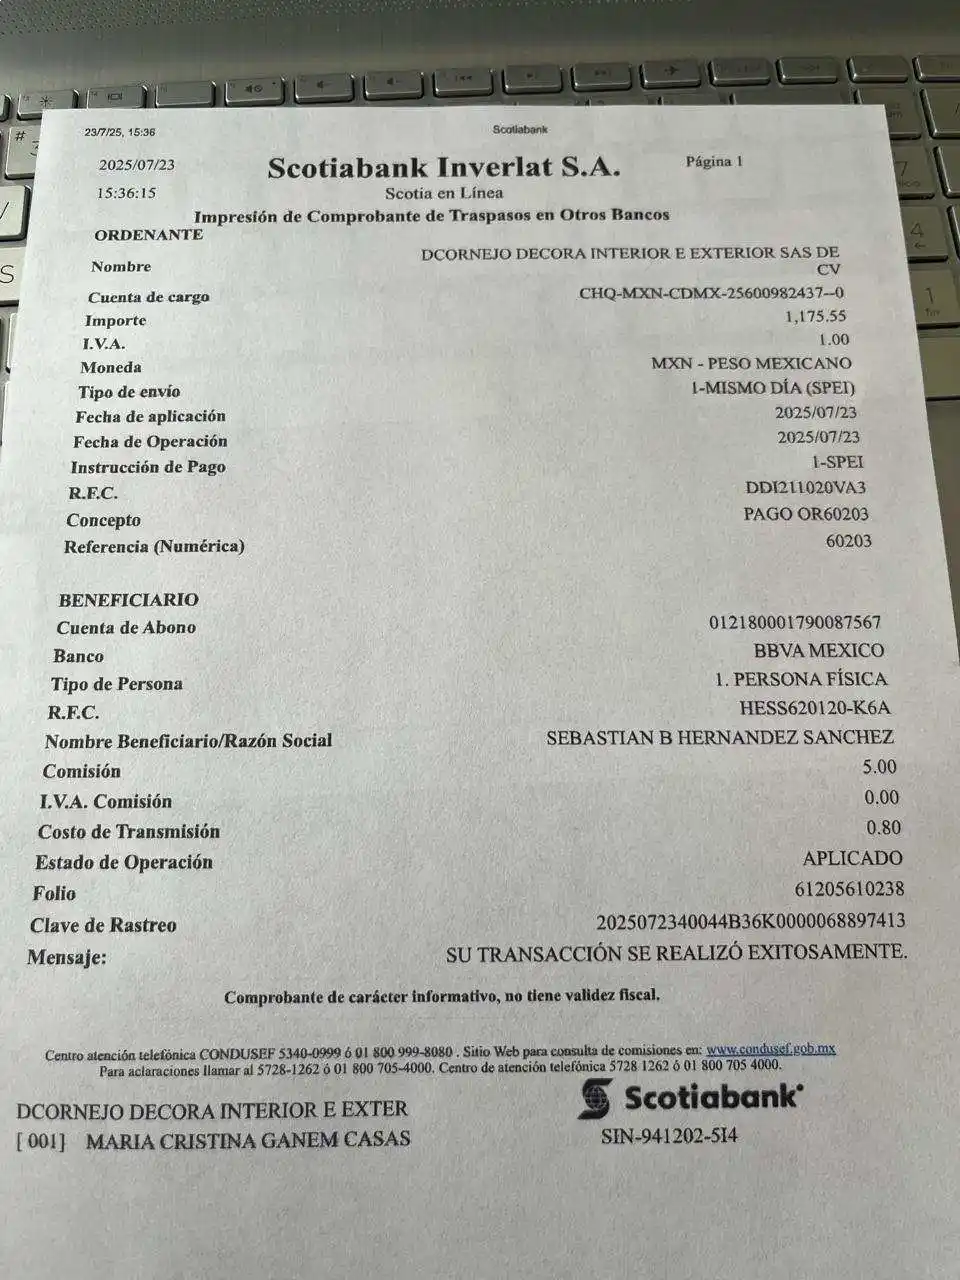 23/7/25, 15:36
Scotiabank
2025/07/23
Scotiabank Inverlat S.A.
Página 1
15:36:15
Scotia en Línea
Impresión de Comprobante de Traspasos en Otros Bancos
ORDENANTE
Nombre DCORNEJO DECORA INTERIOR E EXTERIOR SAS DE
CV
Cuenta de cargo CHQ-MXN-CDMX-25600982437--0
Importe 1,175.55
I.V.A. 1.00
Moneda MXN - PESO MEXICANO
Tipo de envío 1-MISMO DÍA (SPEI)
Fecha de aplicación 2025/07/23
Fecha de Operación 2025/07/23
Instrucción de Pago 1-SPEI
R.F.C. DDI211020VA3
Concepto PAGO OR60203
Referencia (Numérica) 60203
BENEFICIARIO
Cuenta de Abono 012180001790087567
Banco BBVA MEXICO
Tipo de Persona 1. PERSONA FÍSICA
R.F.C. HESS620120-K6A
Nombre Beneficiario/Razón Social SEBASTIAN B HERNANDEZ SANCHEZ
Comisión 5.00
I.V.A. Comisión 0.00
Costo de Transmisión 0.80
Estado de Operación APLICADO
Folio 61205610238
Clave de Rastreo 2025072340044B36K0000068897413
Mensaje: SU TRANSACCIÓN SE REALIZÓ EXITOSAMENTE.
Comprobante de carácter informativo, no tiene validez fiscal.
Centro atención telefónica CONDUSEF 5340-0999 ó 01 800 999-8080 . Sitio Web para consulta de comisiones en: www.condusef.gob.mx
Para aclaraciones llamar al 5728-1262 ó 01 800 705-4000. Centro de atención telefónica 5728 1262 ó 01 800 705 4000.
Scotiabank
DCORNEJO DECORA INTERIOR E EXTER
[ 001] MARIA CRISTINA GANEM CASAS
SIN-941202-5I4